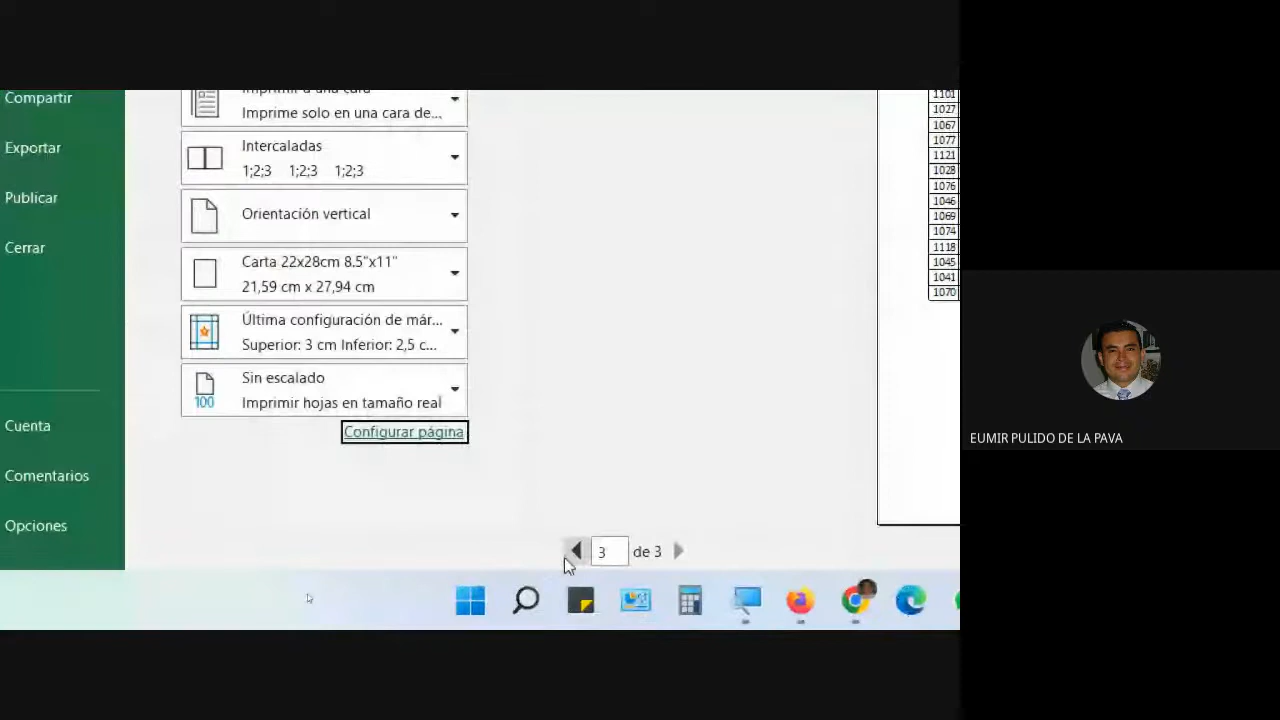 Compartir
Exportar
Publicar
Cerrar
Cuenta
Comentarios
Opciones
Imprimir a una cara
Imprime solo en una cara de...
Intercaladas
1;2;3 1;2;3 1;2;3
Orientación vertical
Carta 22x28cm 8.5"x11"
21,59 cm x 27,94 cm
Última configuración de már...
Superior: 3 cm Inferior: 2,5 c...
Sin escalado
100
Imprimir hojas en tamaño real
Configurar página
3 de 3
1101
1027
1067
1077
1121
1028
1076
1046
1069
1074
1118
1045
1041
1070
EUMIR PULIDO DE LA PAVA